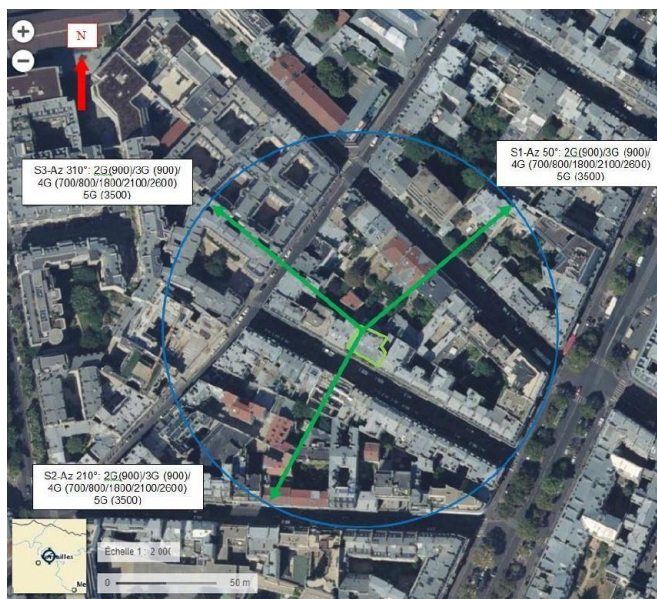 N
S3-Az 310°: 2G(900)/3G (900)/
4G (700/800/1800/2100/2600)
5G (3500)
S1-Az 50°: 2G(900)/3G (900)/
4G (700/800/1800/2100/2600)
5G (3500)
S2-Az 210°: 2G(900)/3G (900)/
4G (700/800/1800/2100/2600)
5G (3500)
Échelle 1 : 2 000
0 50 m